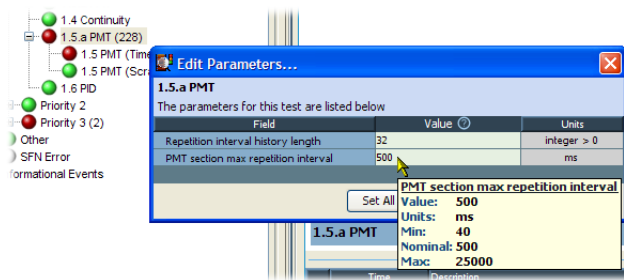 1.4 Continuity
1.5.a PMT (228)
1.5 PMT (Time
1.5 PMT (Scra
1.6 PID
Priority 2
Priority 3 (2)
Other
SFN Error
formational Events
Edit Parameters...
1.5.a PMT
The parameters for this test are listed below
Field Value ? Units
Repetition interval history length 32 integer > 0
PMT section max repetition interval 500 ms
Set All
PMT section max repetition interval
Value: 500
Units: ms
Min: 40
Nominal: 500
Max: 25000
1.5.a PMT
Time Description